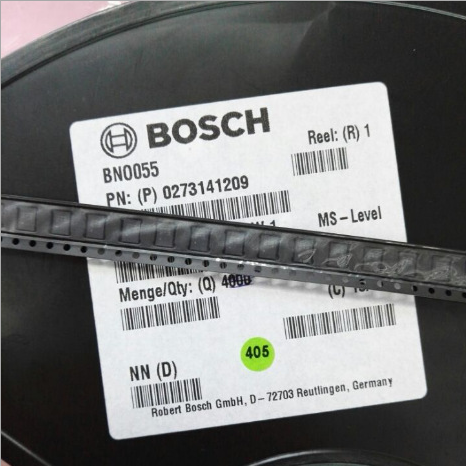 BOSCH
Reel: (R) 1
BNO055
PN: (P) 0273141209
MS-Level
Menge/Qty: (Q) 4000
(C)
405
NN (D)
Robert Bosch GmbH, D-72703 Reutlingen, Germany